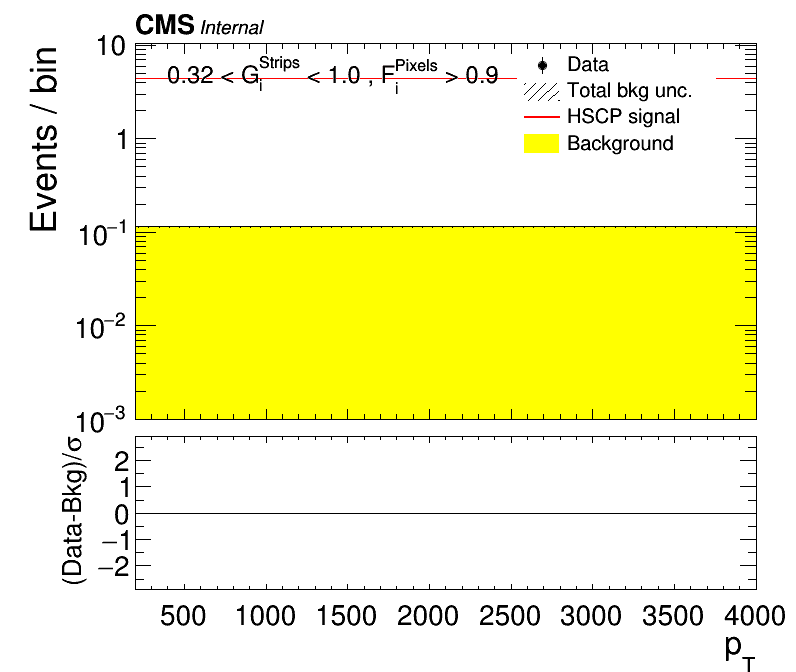 CMS Internal
Events / bin
10
1
10⁻¹
10⁻²
10⁻³
0.32 < G_i^Strips < 1.0 , F_i^Pixels > 0.9
Data
Total bkg unc.
HSCP signal
Background
(Data-Bkg)/σ
2
1
0
−1
−2
500 1000 1500 2000 2500 3000 3500 4000
p_T